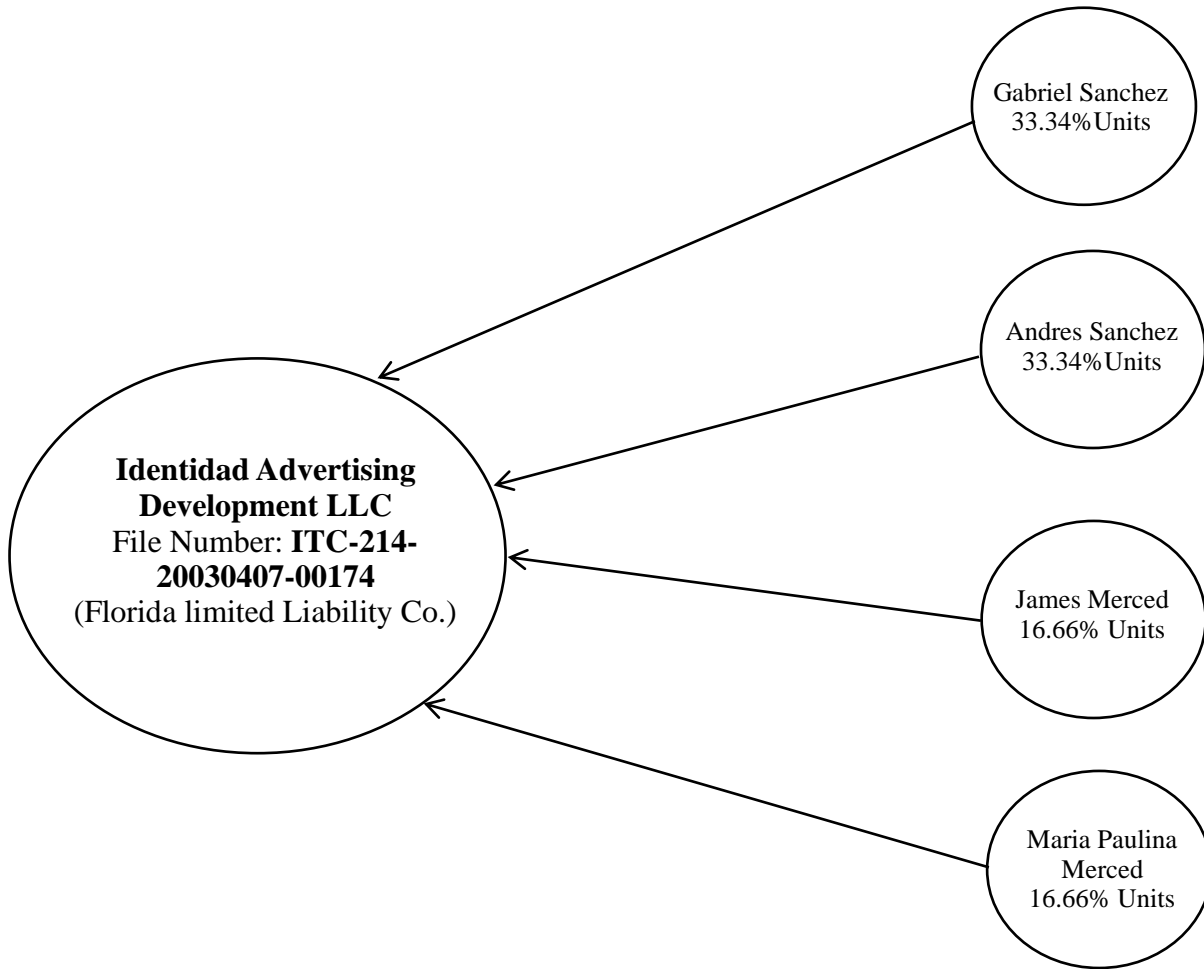 Gabriel Sanchez
33.34%Units
Andres Sanchez
33.34%Units
Identidad Advertising
Development LLC
File Number: ITC-214-
20030407-00174
(Florida limited Liability Co.)
James Merced
16.66% Units
Maria Paulina
Merced
16.66% Units